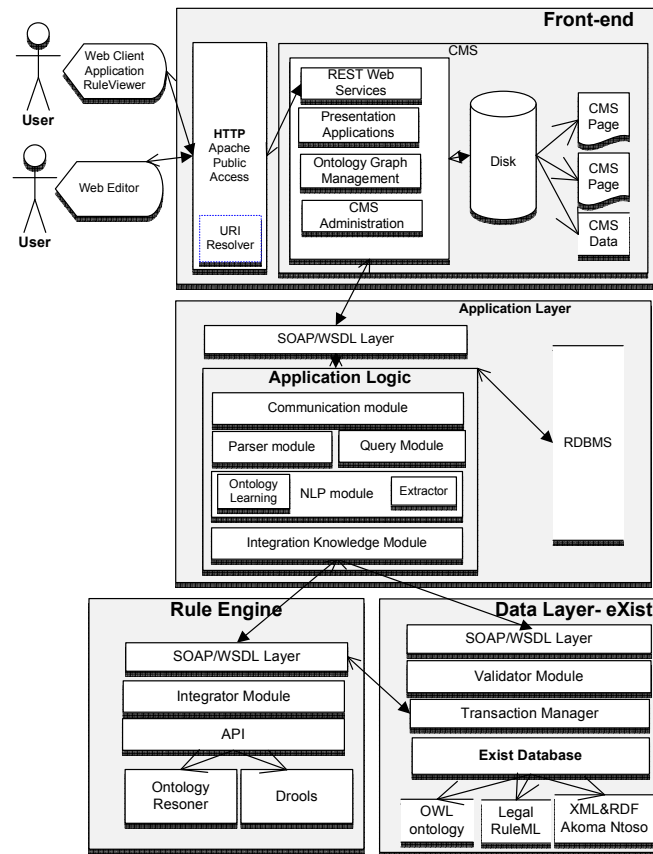 Front-end
CMS
Web Client
Application
RuleViewer
User
Web Editor
User
HTTP
Apache
Public
Access
URI
Resolver
REST Web
Services
Presentation
Applications
Ontology Graph
Management
CMS
Administration
Disk
CMS
Page
CMS
Page
CMS
Data
Application Layer
SOAP/WSDL Layer
Application Logic
Communication module
Parser module
Query Module
Ontology
Learning
NLP module
Extractor
Integration Knowledge Module
RDBMS
Rule Engine
SOAP/WSDL Layer
Integrator Module
API
Ontology
Resoner
Drools
Data Layer- eXist
SOAP/WSDL Layer
Validator Module
Transaction Manager
Exist Database
OWL
ontology
Legal
RuleML
XML&RDF
Akoma Ntoso